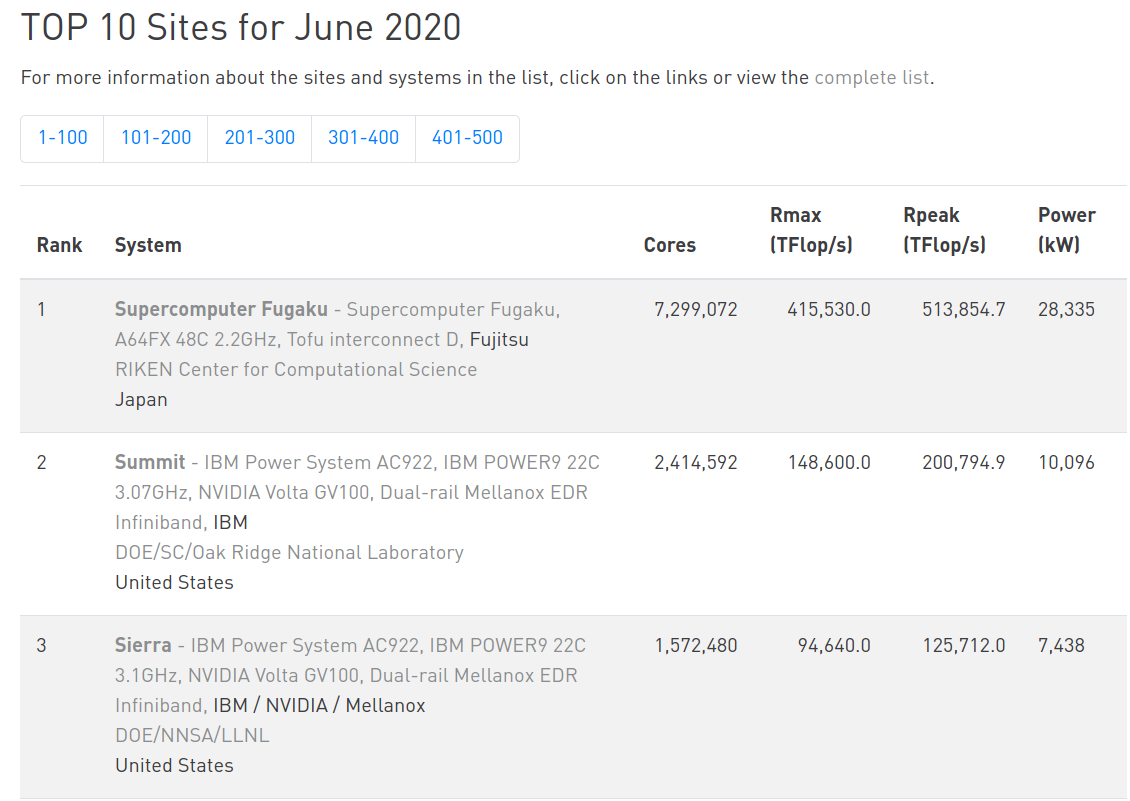 TOP 10 Sites for June 2020
For more information about the sites and systems in the list, click on the links or view the complete list.
1-100 101-200 201-300 301-400 401-500
Rank System Cores Rmax (TFlop/s) Rpeak (TFlop/s) Power (kW)
1 Supercomputer Fugaku - Supercomputer Fugaku, 7,299,072 415,530.0 513,854.7 28,335
A64FX 48C 2.2GHz, Tofu interconnect D, Fujitsu
RIKEN Center for Computational Science
Japan
2 Summit - IBM Power System AC922, IBM POWER9 22C 2,414,592 148,600.0 200,794.9 10,096
3.07GHz, NVIDIA Volta GV100, Dual-rail Mellanox EDR
Infiniband, IBM
DOE/SC/Oak Ridge National Laboratory
United States
3 Sierra - IBM Power System AC922, IBM POWER9 22C 1,572,480 94,640.0 125,712.0 7,438
3.1GHz, NVIDIA Volta GV100, Dual-rail Mellanox EDR
Infiniband, IBM / NVIDIA / Mellanox
DOE/NNSA/LLNL
United States